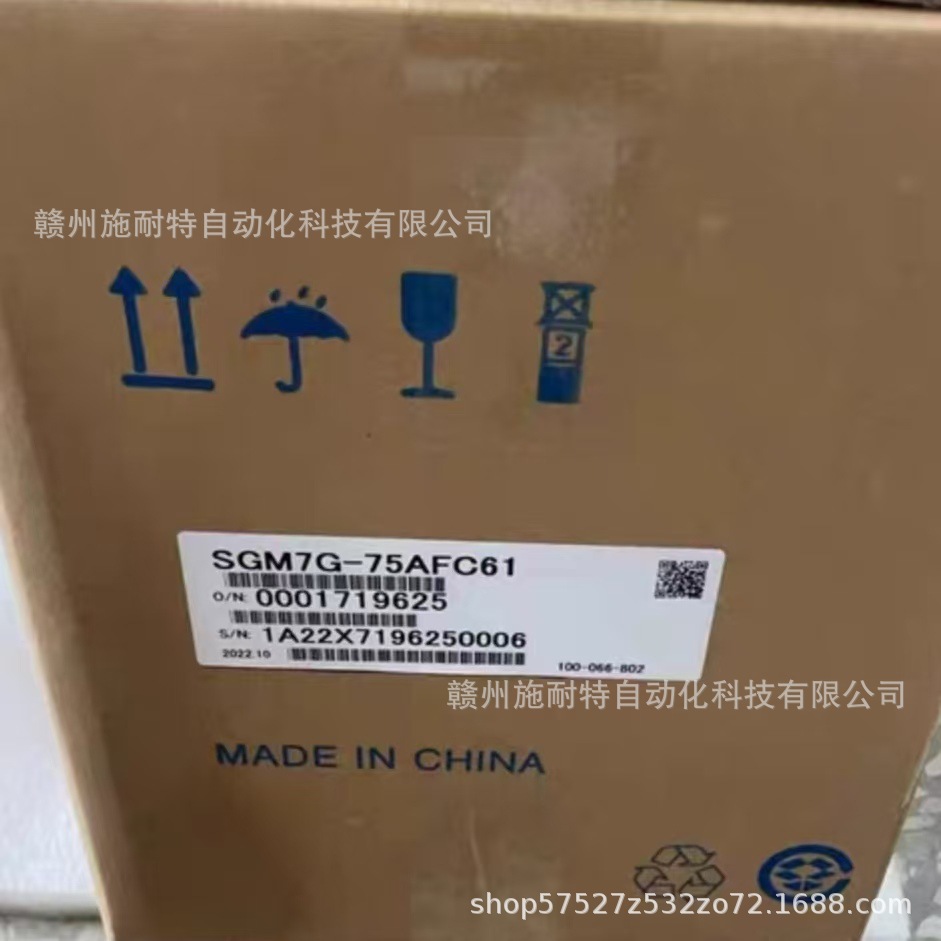 赣州施耐特自动化科技有限公司
2
SGM7G-75AFC61
O/N: 0001719625
S/N: 1A22X7196250006
2022.10
100-066-802
赣州施耐特自动化科技有限公司
MADE IN CHINA
shop57527z532zo72.1688.com